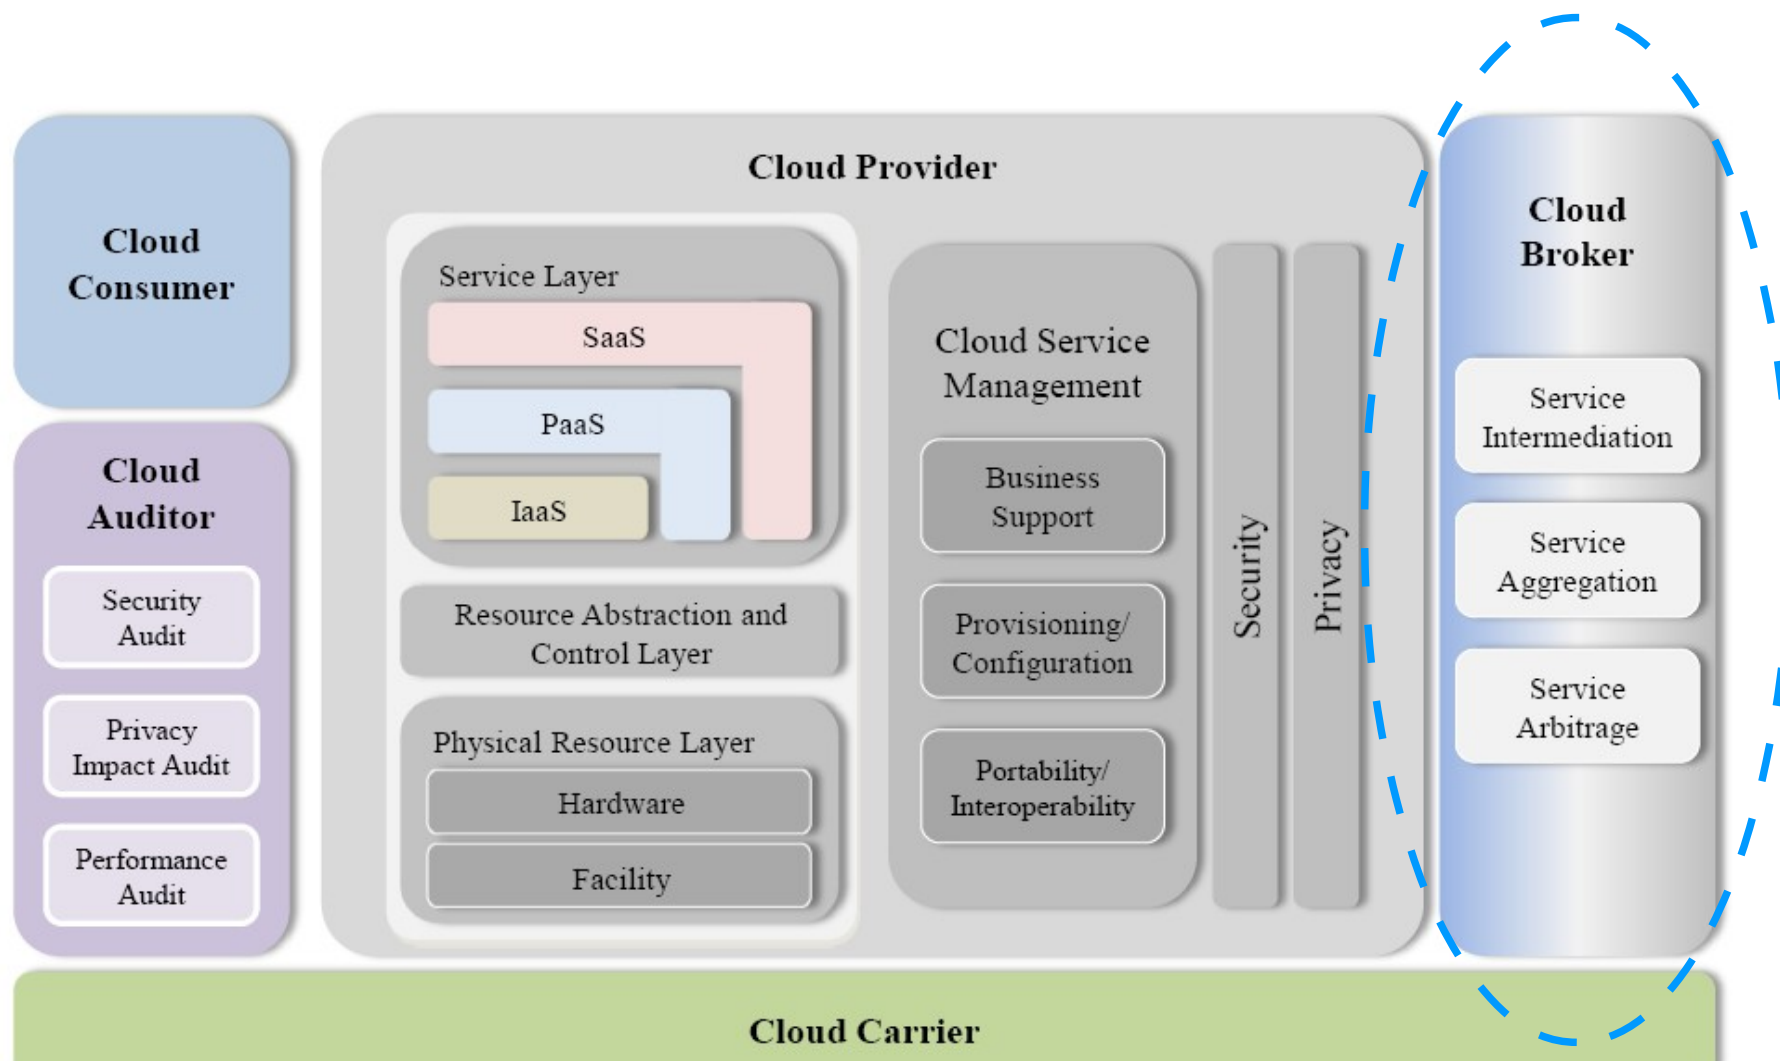 Cloud
Consumer
Cloud
Auditor
Security
Audit
Privacy
Impact Audit
Performance
Audit
Cloud Provider
Service Layer
SaaS
PaaS
IaaS
Resource Abstraction and
Control Layer
Physical Resource Layer
Hardware
Facility
Cloud Service
Management
Business
Support
Provisioning/
Configuration
Portability/
Interoperability
Security
Privacy
Cloud
Broker
Service
Intermediation
Service
Aggregation
Service
Arbitrage
Cloud Carrier